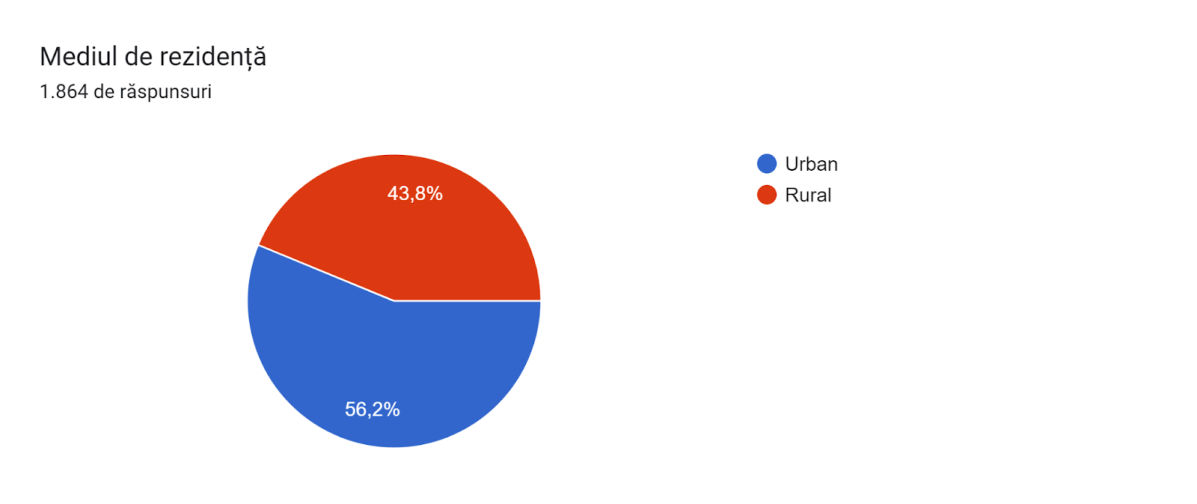 Mediul de rezidență
1.864 de răspunsuri
43,8%
56,2%
Urban
Rural